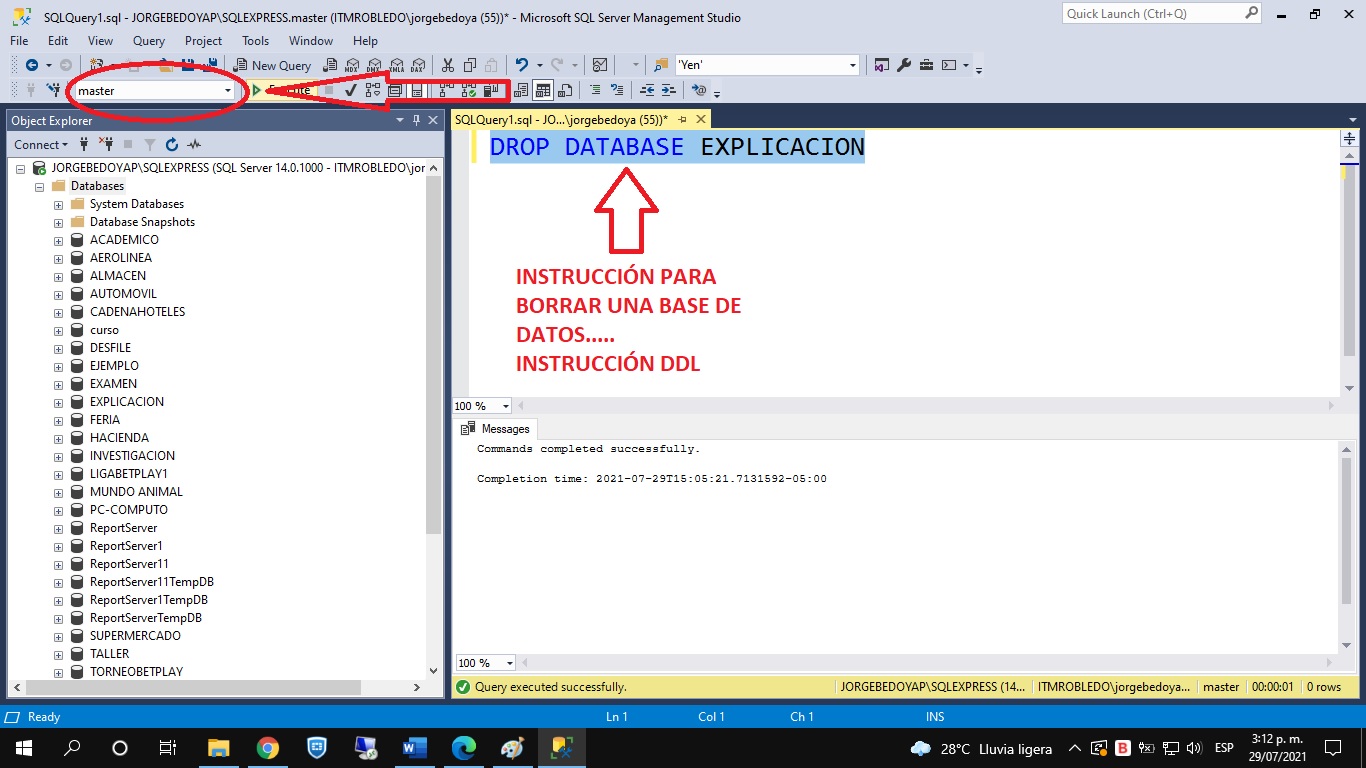 SQLQuery1.sql - JORGEBEDOYAP\SQLEXPRESS.master (ITMROBLEDO\jorgebedoya (55))* - Microsoft SQL Server Management Studio
Quick Launch (Ctrl+Q)
File Edit View Query Project Tools Window Help
New Query MDX DMX XMLA DAX 'Yen'
master
Object Explorer
SQLQuery1.sql - JO...\jorgebedoya (55))*
Connect
DROP DATABASE EXPLICACION
JORGEBEDOYAP\SQLEXPRESS (SQL Server 14.0.1000 - ITMROBLEDO\jor
Databases
System Databases
Database Snapshots
ACADEMICO
AEROLINEA
ALMACEN
AUTOMOVIL
CADENAHOTELES
curso
DESFILE
EJEMPLO
EXAMEN
EXPLICACION
FERIA
HACIENDA
INVESTIGACION
LIGABETPLAY1
MUNDO ANIMAL
PC-COMPUTO
ReportServer
ReportServer1
ReportServer11
ReportServer11TempDB
ReportServer1TempDB
ReportServerTempDB
SUPERMERCADO
TALLER
TORNEOBETPLAY
INSTRUCCIÓN PARA
BORRAR UNA BASE DE
DATOS.....
INSTRUCCIÓN DDL
100 %
Messages
Commands completed successfully.
Completion time: 2021-07-29T15:05:21.7131592-05:00
100 %
Query executed successfully. JORGEBEDOYAP\SQLEXPRESS (14... ITMROBLEDO\jorgebedoya... master 00:00:01 0 rows
Ready Ln 1 Col 1 Ch 1 INS
28°C Lluvia ligera ESP 3:12 p. m.
29/07/2021